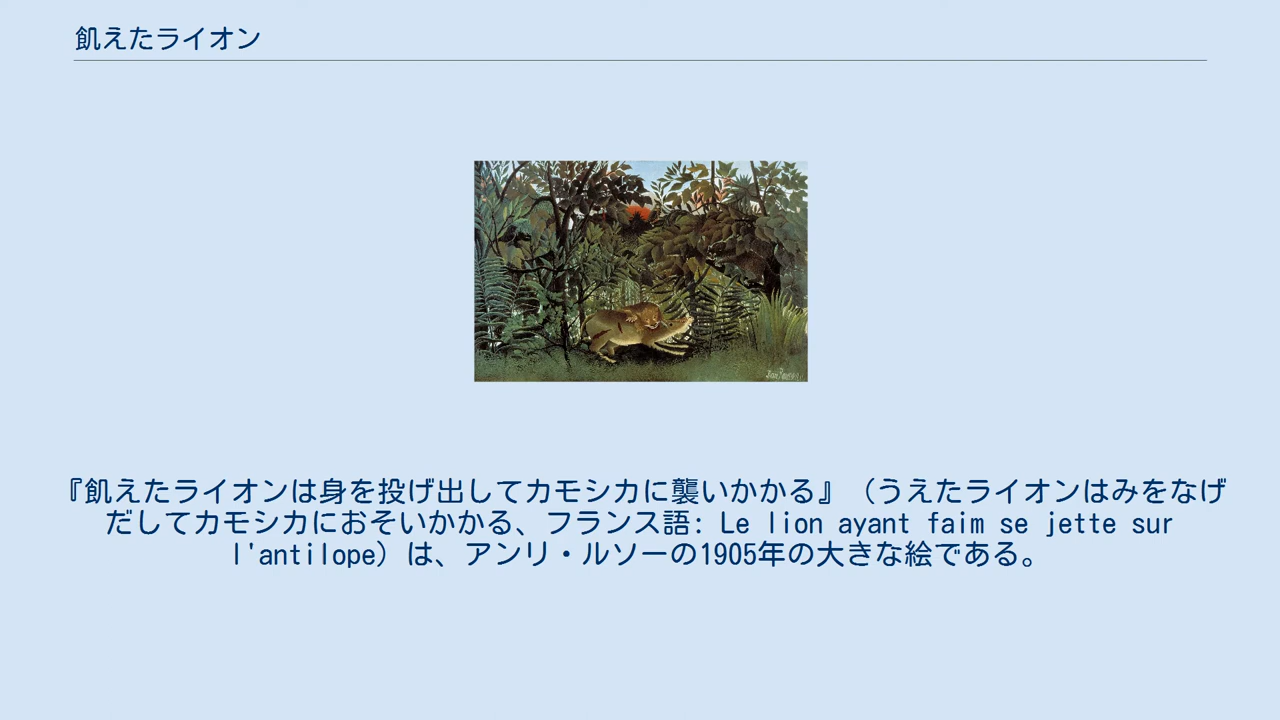 飢えたライオン
『飢えたライオンは身を投げ出してカモシカに襲いかかる』（うえたライオンはみをなげ
だしてカモシカにおそいかかる、フランス語: Le lion ayant faim se jette sur
l'antilope）は、アンリ・ルソーの1905年の大きな絵である。